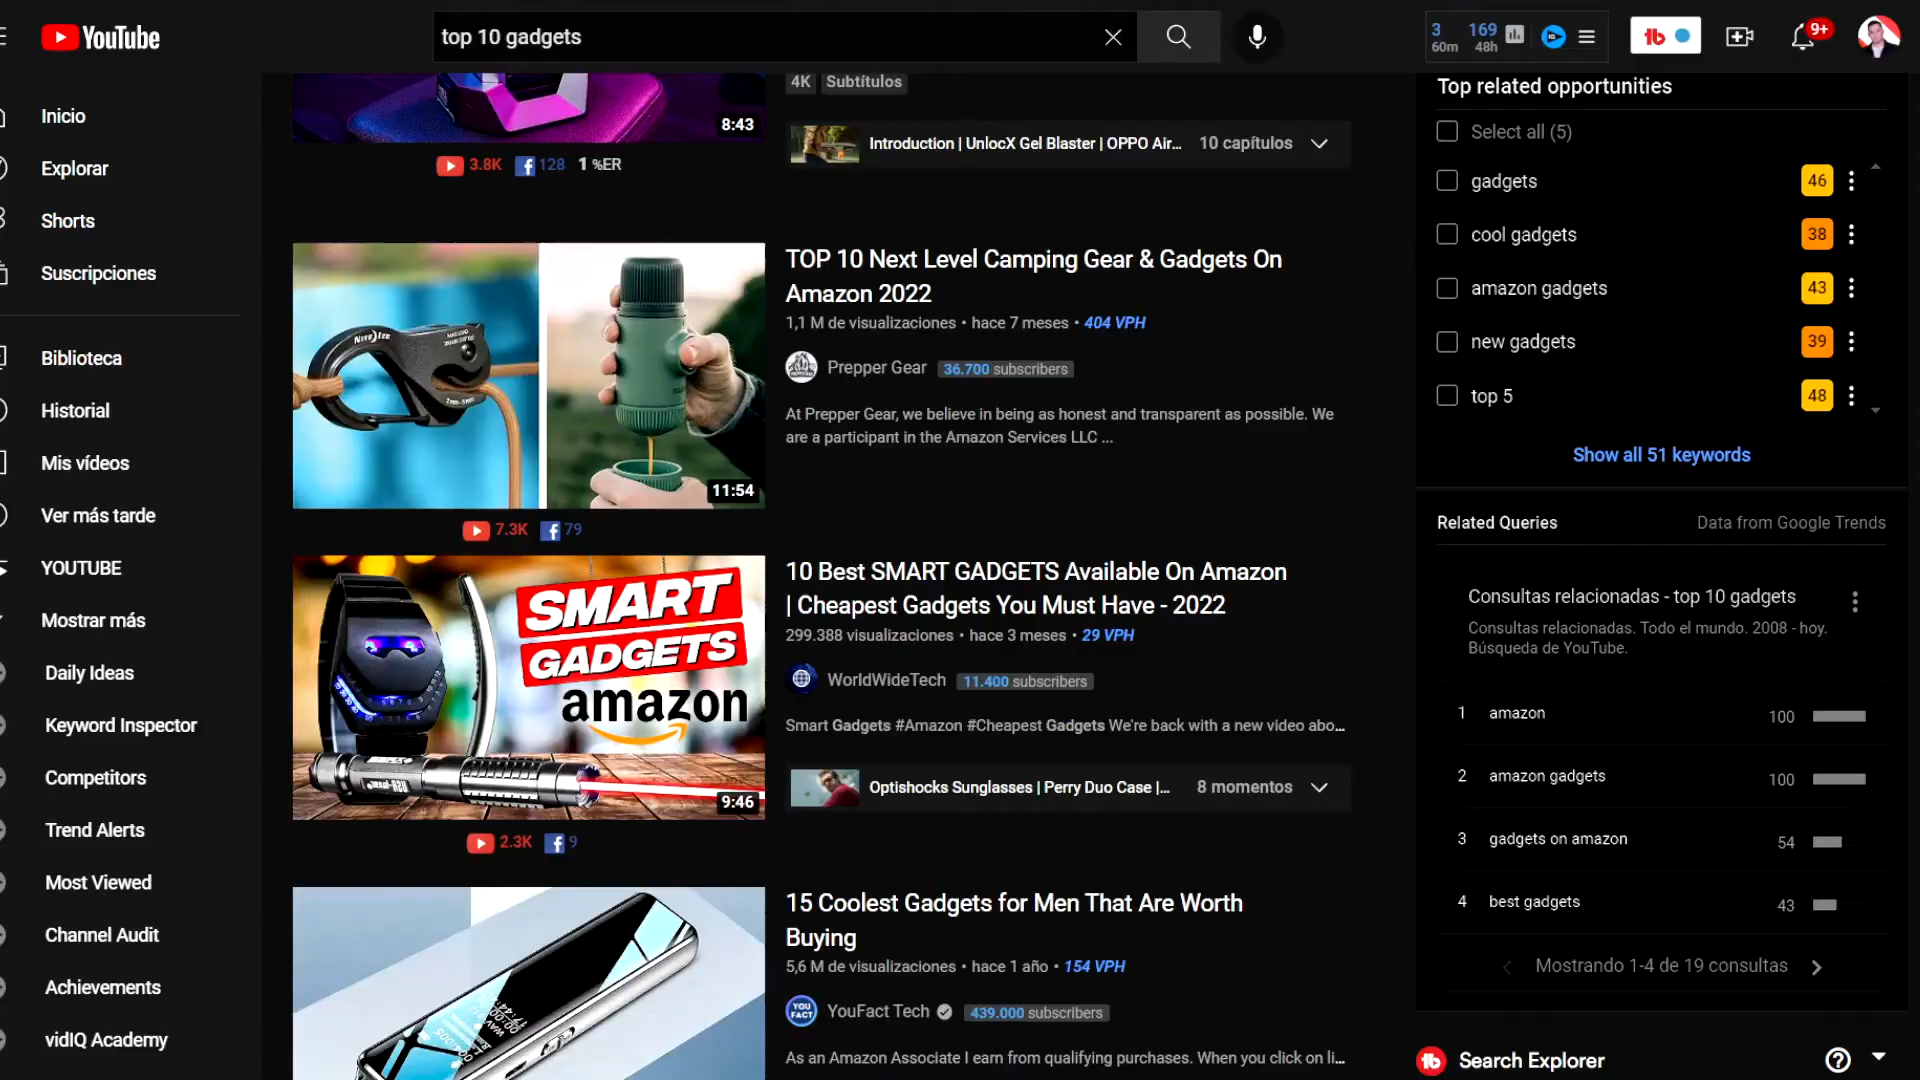 YouTube
top 10 gadgets
3
60m
169
48h
9+
Inicio
Explorar
Shorts
Suscripciones
Biblioteca
Historial
Mis vídeos
Ver más tarde
YOUTUBE
Mostrar más
Daily Ideas
Keyword Inspector
Competitors
Trend Alerts
Most Viewed
Channel Audit
Achievements
vidIQ Academy
8:43
3.8K 128 1 %ER
4K Subtítulos
Introduction | UnlocX Gel Blaster | OPPO Air... 10 capítulos
NITE IZE
11:54
7.3K 79
TOP 10 Next Level Camping Gear & Gadgets On
Amazon 2022
1,1 M de visualizaciones • hace 7 meses • 404 VPH
Prepper Gear 36.700 subscribers
At Prepper Gear, we believe in being as honest and transparent as possible. We
are a participant in the Amazon Services LLC ...
SMART
GADGETS
amazon
9:46
2.3K 9
10 Best SMART GADGETS Available On Amazon
| Cheapest Gadgets You Must Have - 2022
299.388 visualizaciones • hace 3 meses • 29 VPH
WorldWideTech 11.400 subscribers
Smart Gadgets #Amazon #Cheapest Gadgets We're back with a new video abo...
Optishocks Sunglasses | Perry Duo Case |... 8 momentos
15 Coolest Gadgets for Men That Are Worth
Buying
5,6 M de visualizaciones • hace 1 año • 154 VPH
YOU
FACT
YouFact Tech 439.000 subscribers
As an Amazon Associate I earn from qualifying purchases. When you click on li...
Top related opportunities
Select all (5)
gadgets 46
cool gadgets 38
amazon gadgets 43
new gadgets 39
top 5 48
Show all 51 keywords
Related Queries Data from Google Trends
Consultas relacionadas - top 10 gadgets
Consultas relacionadas. Todo el mundo. 2008 - hoy.
Búsqueda de YouTube.
1 amazon 100
2 amazon gadgets 100
3 gadgets on amazon 54
4 best gadgets 43
Mostrando 1-4 de 19 consultas
Search Explorer